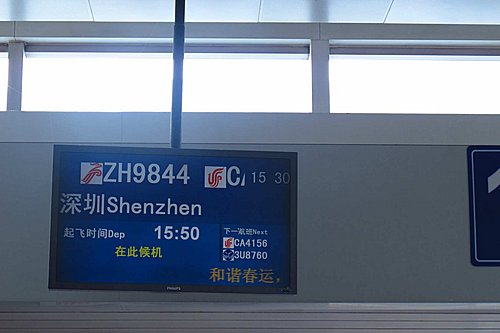 ZH9844 CA 15 30
深圳Shenzhen
起飞时间Dep 15:50
在此候机
下一航班Next
CA4156
3U8760
和谐春运,
PHILIPS